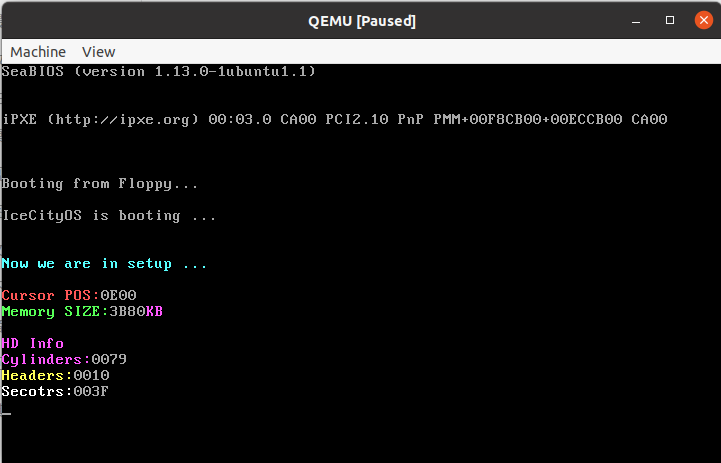 QEMU [Paused]
Machine View
SeaBIOS (version 1.13.0-1ubuntu1.1)
iPXE (http://ipxe.org) 00:03.0 CA00 PCI2.10 PnP PMM+00F8CB00+00ECCB00 CA00
Booting from Floppy...
IceCityOS is booting ...
Now we are in setup ...
Cursor POS:0E00
Memory SIZE:3B80KB
HD Info
Cylinders:0079
Headers:0010
Secotrs:003F